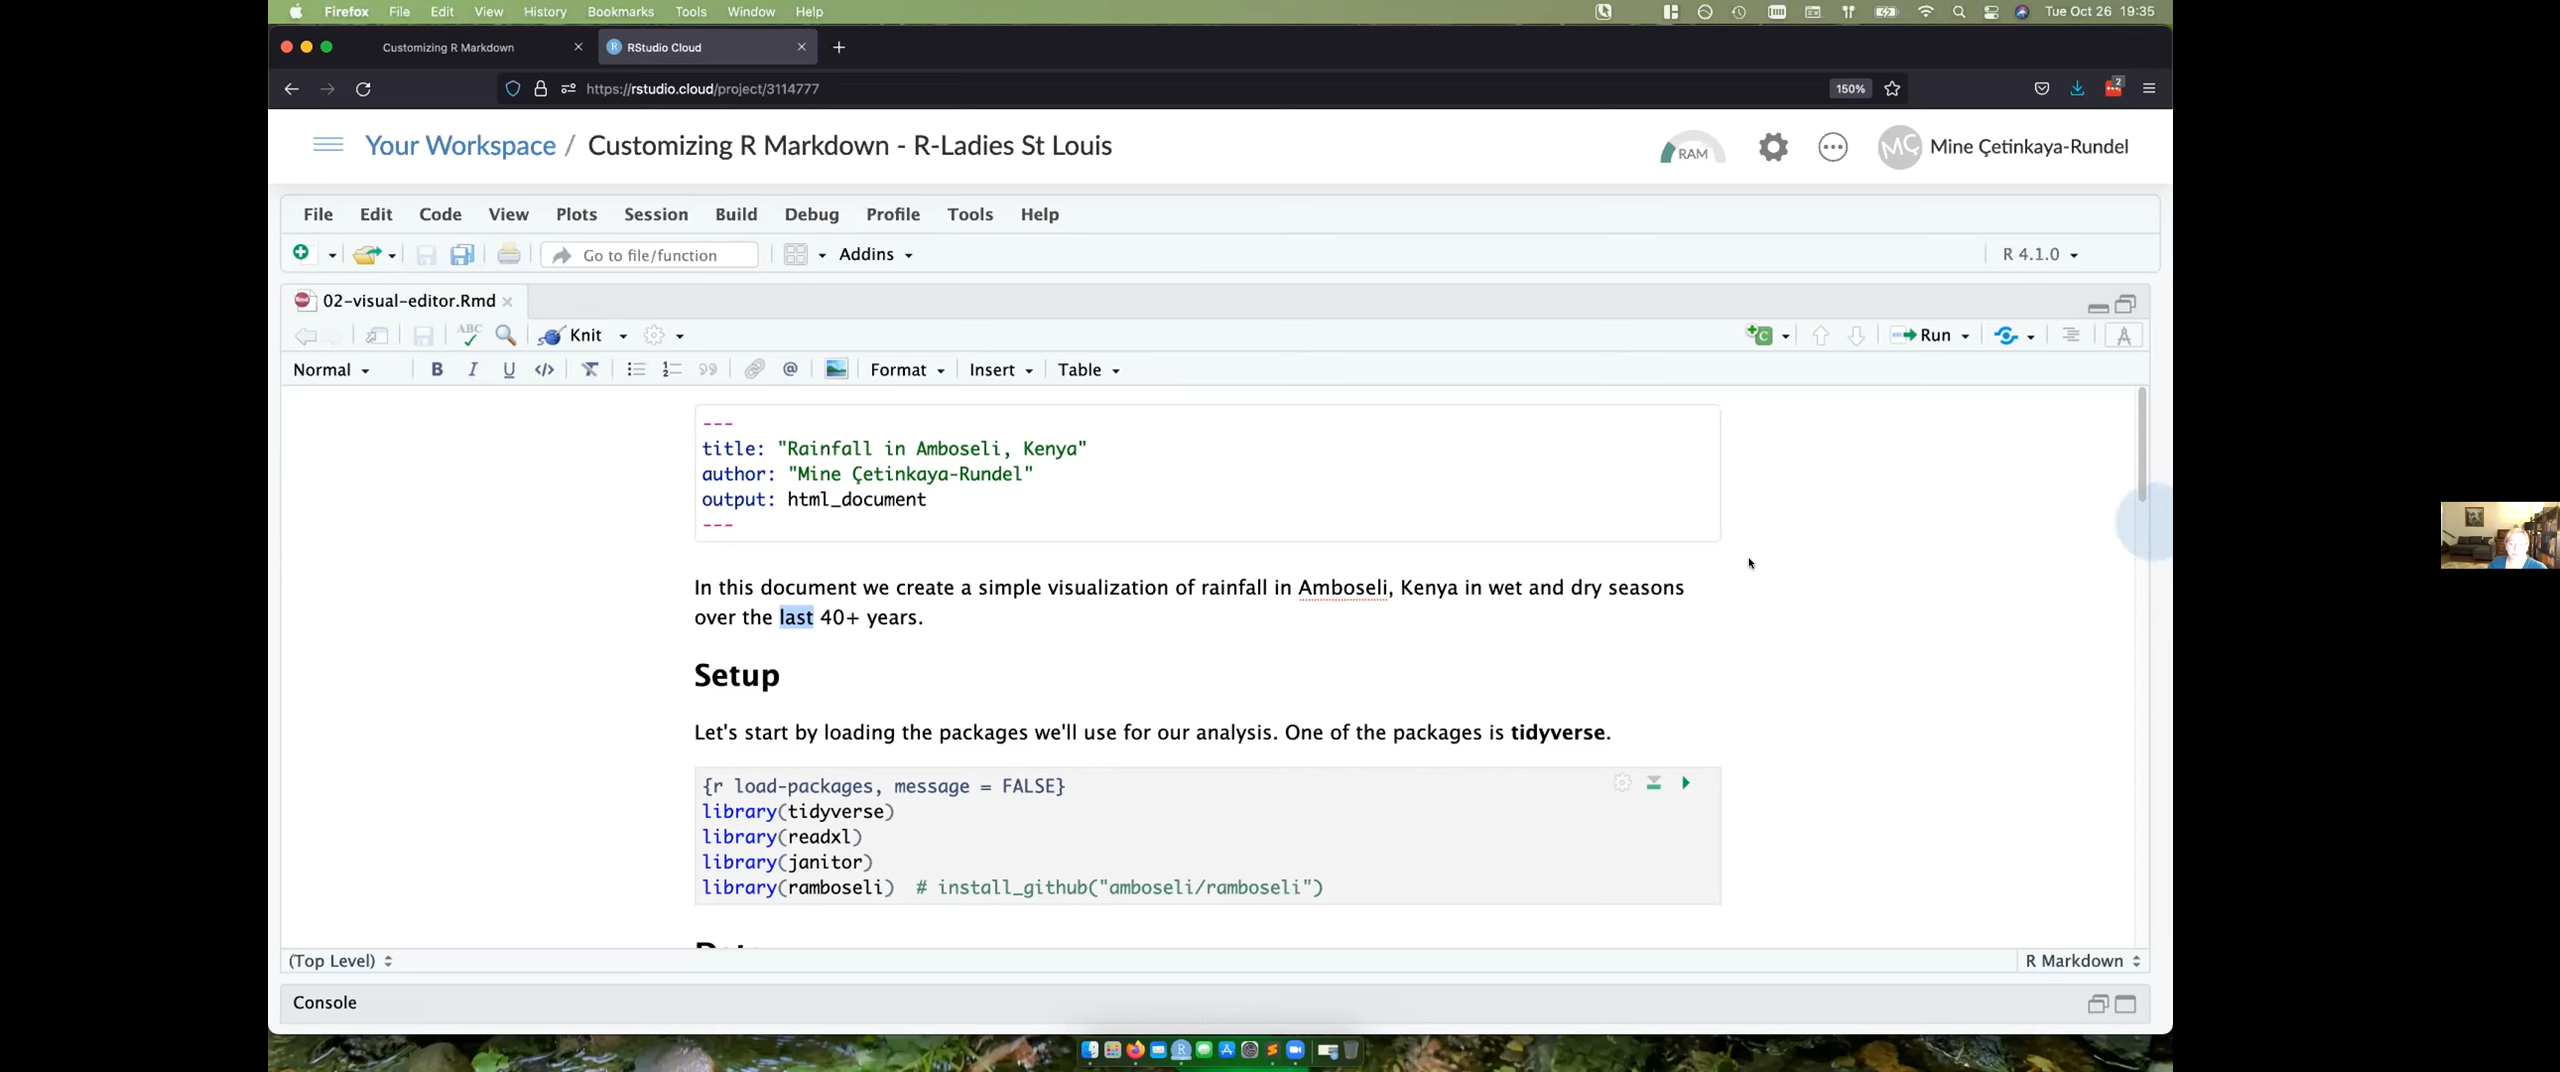 Firefox File Edit View History Bookmarks Tools Window Help Tue Oct 26 19:35
Customizing R Markdown RStudio Cloud
https://rstudio.cloud/project/3114777 150% 2
Your Workspace / Customizing R Markdown - R-Ladies St Louis RAM MÇ Mine Çetinkaya-Rundel
File Edit Code View Plots Session Build Debug Profile Tools Help
Go to file/function Addins R 4.1.0
02-visual-editor.Rmd
ABC Knit Run
Normal B I U </> @ Format Insert Table
---
title: "Rainfall in Amboseli, Kenya"
author: "Mine Çetinkaya-Rundel"
output: html_document
---
In this document we create a simple visualization of rainfall in Amboseli, Kenya in wet and dry seasons
over the last 40+ years.
Setup
Let's start by loading the packages we'll use for our analysis. One of the packages is tidyverse.
{r load-packages, message = FALSE}
library(tidyverse)
library(readxl)
library(janitor)
library(ramboseli) # install_github("amboseli/ramboseli")
(Top Level) R Markdown
Console